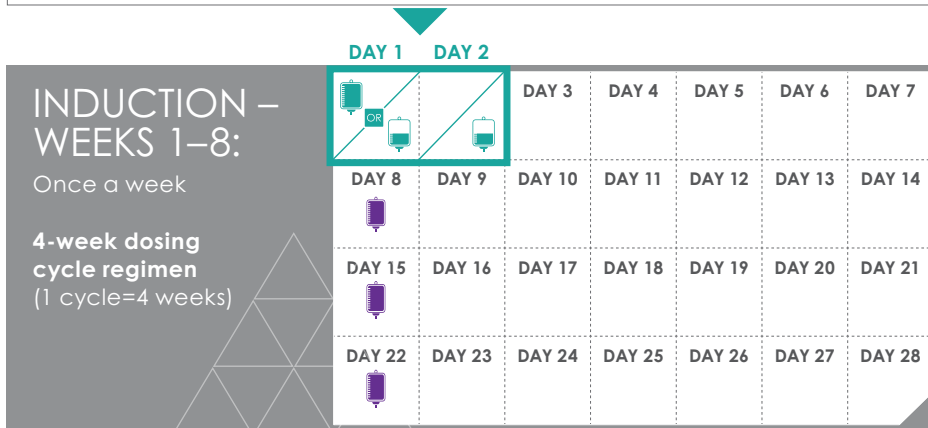 DAY 1 DAY 2
INDUCTION –
WEEKS 1–8:
Once a week
4-week dosing
cycle regimen
(1 cycle=4 weeks)
OR
DAY 3 DAY 4 DAY 5 DAY 6 DAY 7
DAY 8 DAY 9 DAY 10 DAY 11 DAY 12 DAY 13 DAY 14
DAY 15 DAY 16 DAY 17 DAY 18 DAY 19 DAY 20 DAY 21
DAY 22 DAY 23 DAY 24 DAY 25 DAY 26 DAY 27 DAY 28